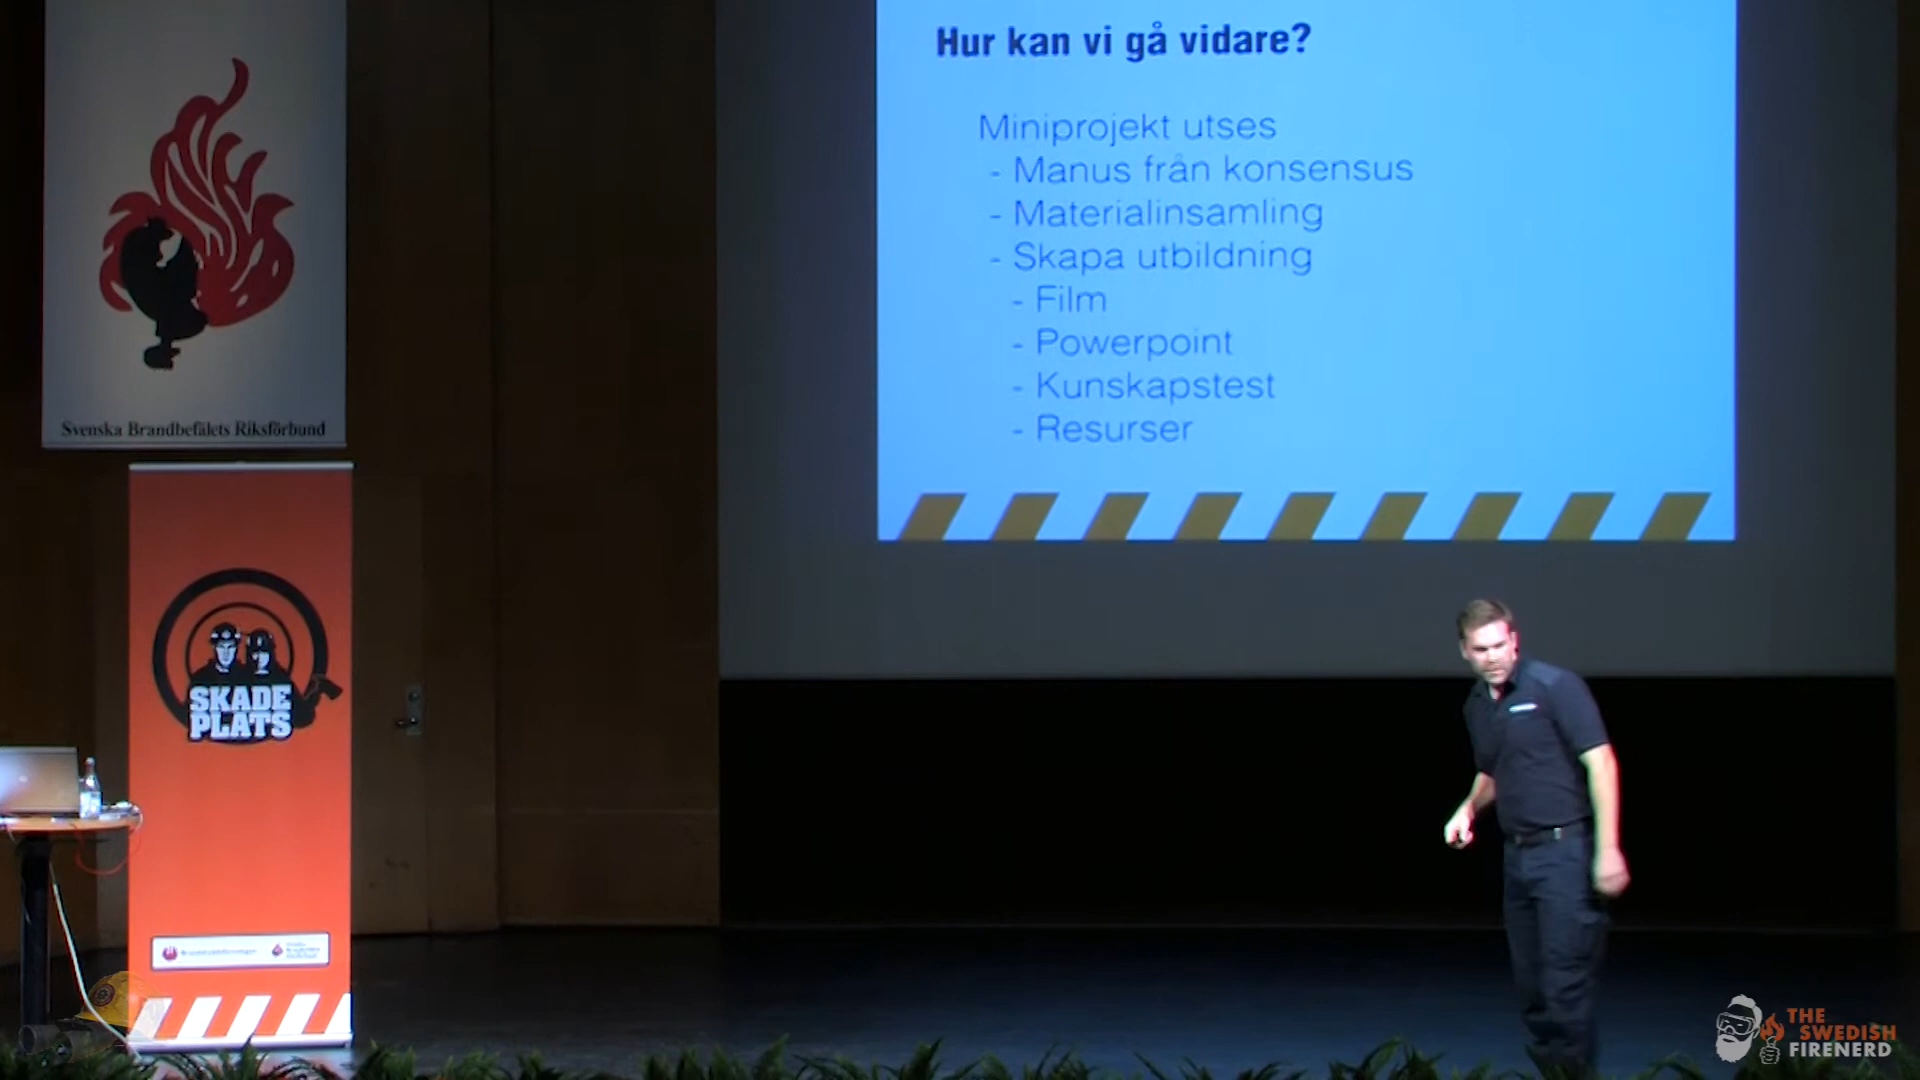 Hur kan vi gå vidare?
Miniprojekt utses
- Manus från konsensus
- Materialinsamling
- Skapa utbildning
- Film
- Powerpoint
- Kunskapstest
- Resurser
Svenska Brandbefälets Riksförbund
SKADE
PLATS
THE
SWEDISH
FIRENERD